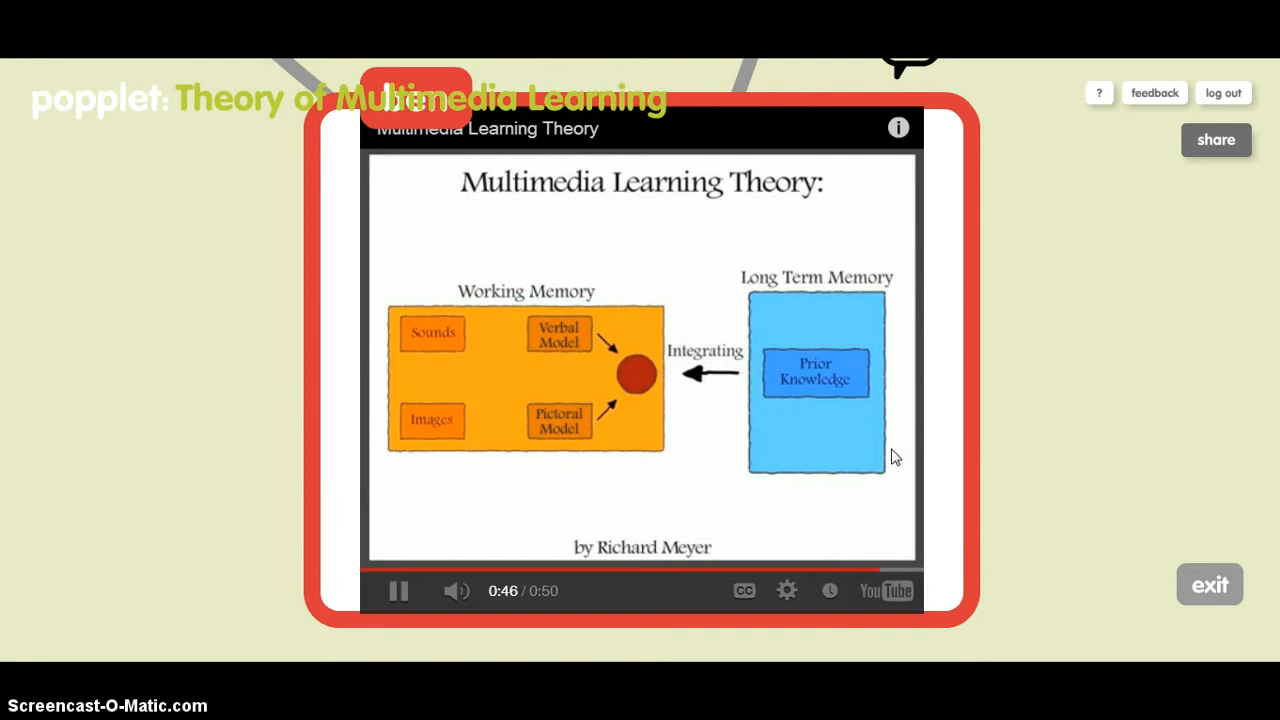 popplet: Theory of Multimedia Learning
? feedback log out
share
Multimedia Learning Theory
Multimedia Learning Theory:
Working Memory
Long Term Memory
Sounds
Verbal
Model
Integrating
Prior
Knowledge
Images
Pictoral
Model
by Richard Meyer
0:46 / 0:50
CC
YouTube
exit
Screencast-O-Matic.com